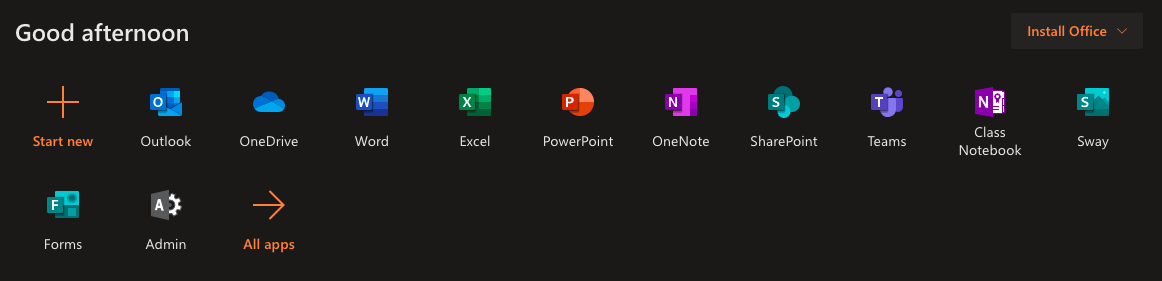 Good afternoon
Install Office
Start new
Outlook
OneDrive
Word
Excel
PowerPoint
OneNote
SharePoint
Teams
Class
Notebook
Sway
Forms
Admin
All apps